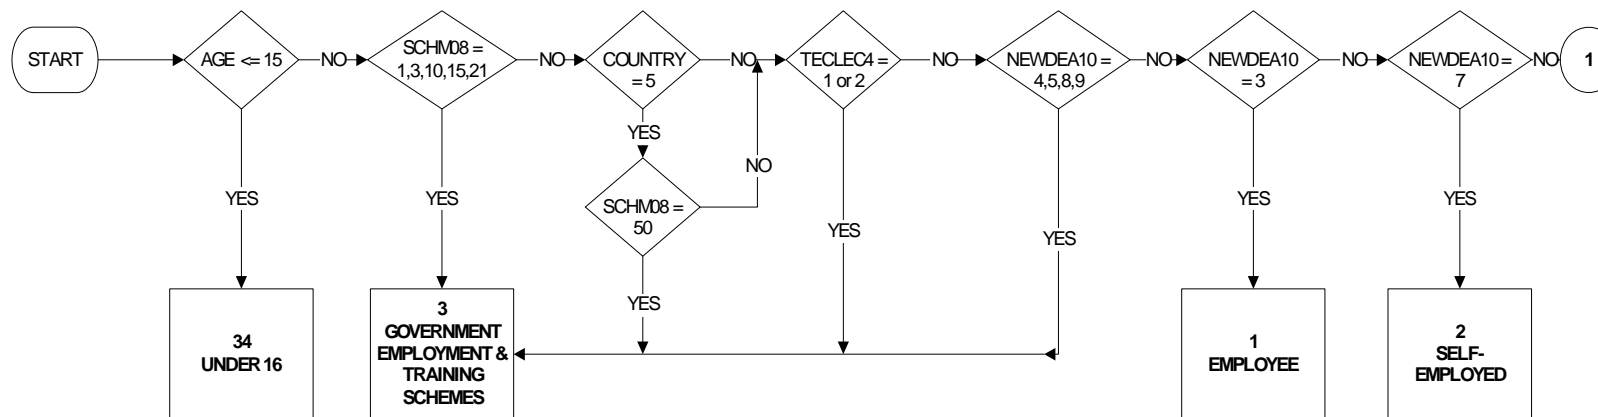 START
AGE <= 15
NO
SCHM08 =
1,3,10,15,21
NO
COUNTRY
= 5
NO
TECLEC4 =
1 or 2
NO
NEWDEA10 =
4,5,8,9
NO
NEWDEA10
= 3
NO
NEWDEA10 =
7
NO
1
YES
YES
YES
SCHM08 =
50
NO
YES
YES
YES
YES
YES
YES
34
UNDER 16
3
GOVERNMENT
EMPLOYMENT &
TRAINING
SCHEMES
1
EMPLOYEE
2
SELF-
EMPLOYED